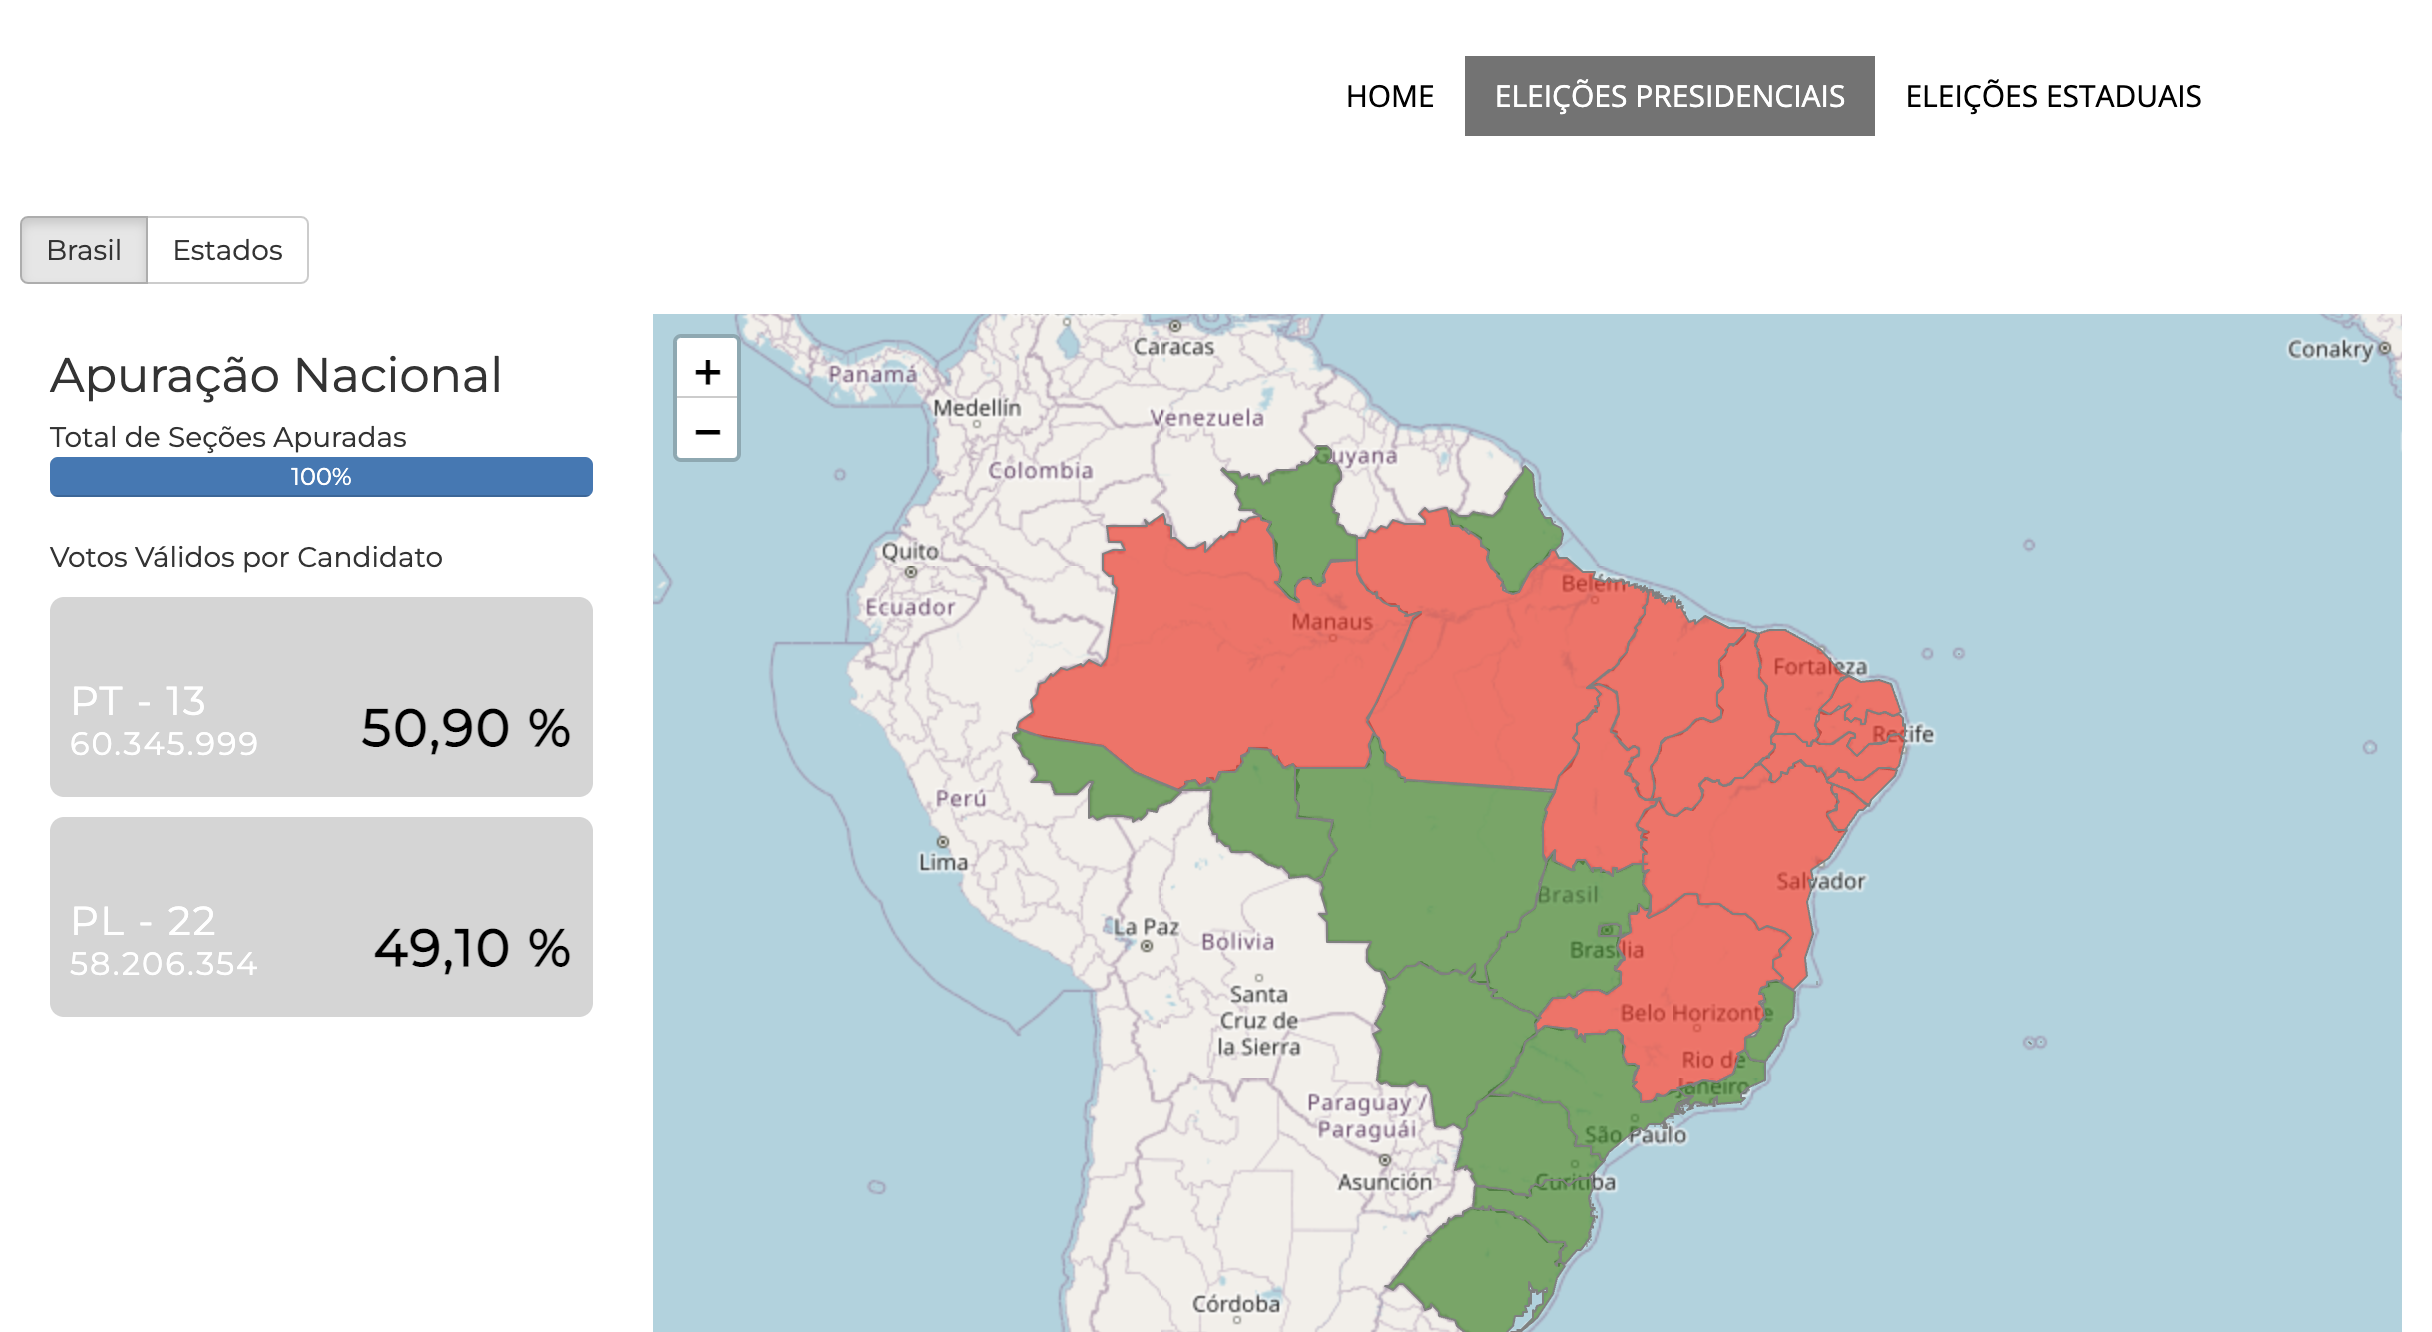 HOME
ELEIÇÕES PRESIDENCIAIS
ELEIÇÕES ESTADUAIS
Brasil
Estados
Apuração Nacional
Total de Seções Apuradas
100%
Votos Válidos por Candidato
PT - 13
60.345.999
50,90 %
PL - 22
58.206.354
49,10 %
+
−
Caracas
Conakry
Panamá
Medellín
Venezuela
Guyana
Colombia
Quito
Belém
Ecuador
Manaus
Fortaleza
Recife
Perú
Lima
Salvador
Brasil
La Paz
Bolivia
Brasília
Santa
Cruz de
la Sierra
Belo Horizonte
Rio de
Janeiro
Paraguay /
Paraguái
São Paulo
Asunción
Curitiba
Córdoba